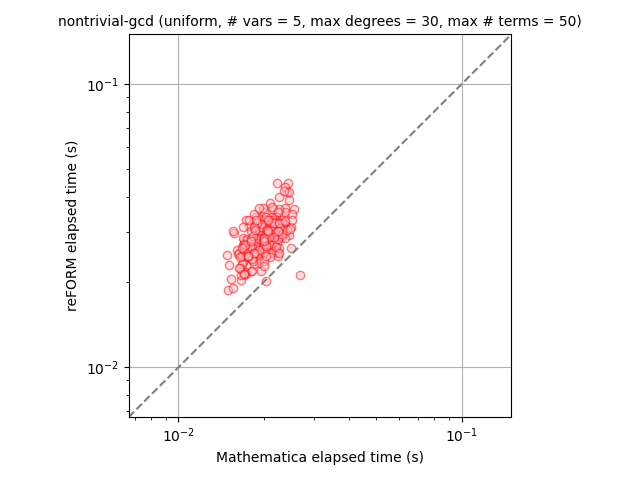 nontrivial-gcd (uniform, # vars = 5, max degrees = 30, max # terms = 50)
reFORM elapsed time (s)
10⁻¹
10⁻²
10⁻²
10⁻¹
Mathematica elapsed time (s)